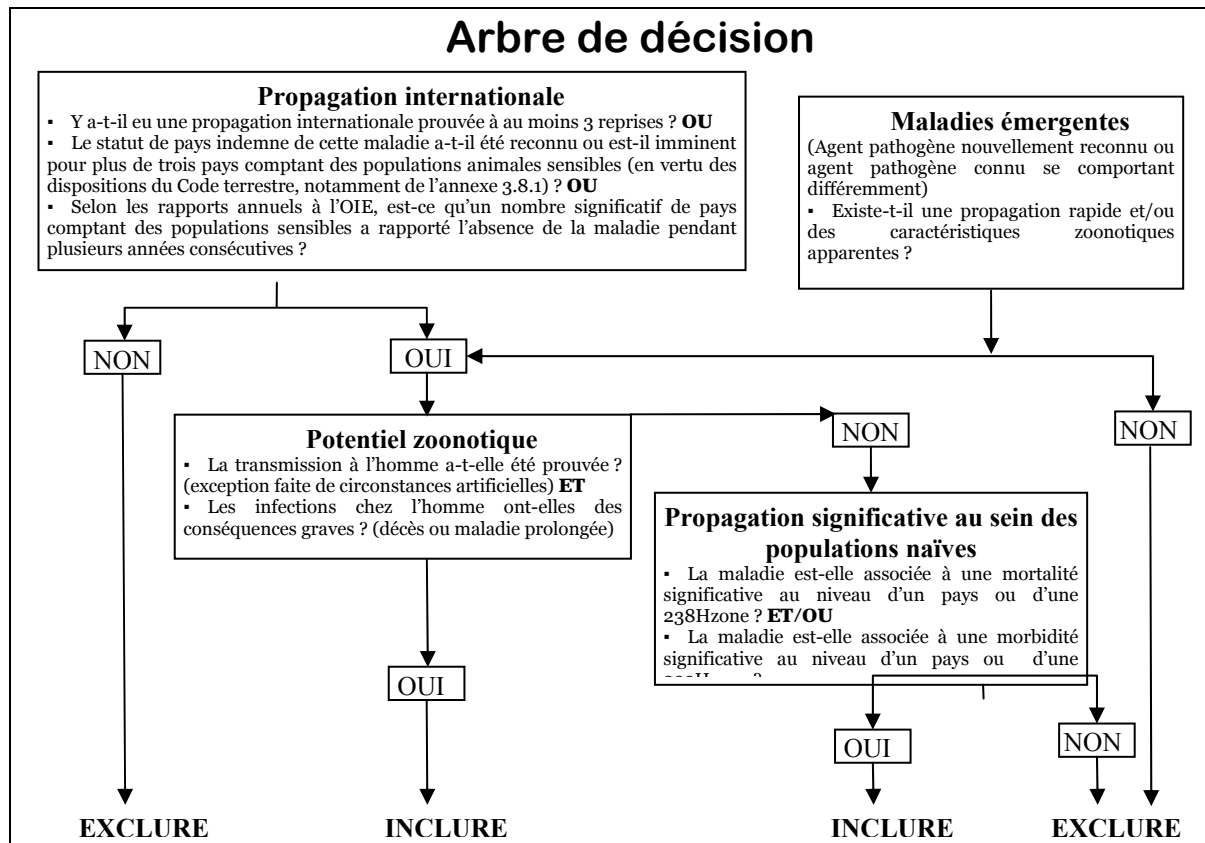 Arbre de décision
Propagation internationale
▪ Y a-t-il eu une propagation internationale prouvée à au moins 3 reprises ? OU
▪ Le statut de pays indemne de cette maladie a-t-il été reconnu ou est-il imminent
pour plus de trois pays comptant des populations animales sensibles (en vertu des
dispositions du Code terrestre, notamment de l'annexe 3.8.1) ? OU
▪ Selon les rapports annuels à l'OIE, est-ce qu'un nombre significatif de pays
comptant des populations sensibles a rapporté l'absence de la maladie pendant
plusieurs années consécutives ?
Maladies émergentes
(Agent pathogène nouvellement reconnu ou
agent pathogène connu se comportant
différemment)
▪ Existe-t-il une propagation rapide et/ou
des caractéristiques zoonotiques
apparentes ?
NON
OUI
Potentiel zoonotique
▪ La transmission à l'homme a-t-elle été prouvée ?
(exception faite de circonstances artificielles) ET
▪ Les infections chez l'homme ont-elles des
conséquences graves ? (décès ou maladie prolongée)
NON
NON
Propagation significative au sein des
populations naïves
▪ La maladie est-elle associée à une mortalité
significative au niveau d'un pays ou d'une
238Hzone ? ET/OU
▪ La maladie est-elle associée à une morbidité
significative au niveau d'un pays ou d'une
OUI
OUI
NON
EXCLURE
INCLURE
INCLURE
EXCLURE